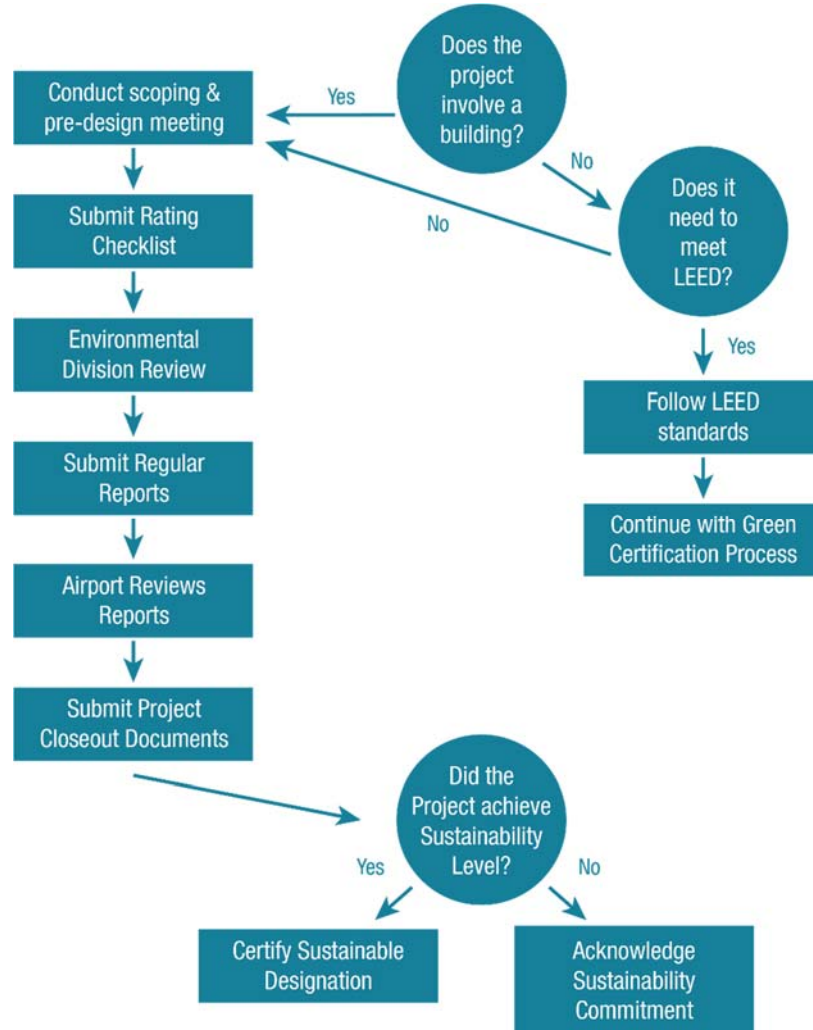 Does the
project
involve a
building?
Yes
Conduct scoping &
pre-design meeting
No
Does it
need to
meet
LEED?
No
Submit Rating
Checklist
Yes
Environmental
Division Review
Follow LEED
standards
Submit Regular
Reports
Continue with Green
Certification Process
Airport Reviews
Reports
Submit Project
Closeout Documents
Did the
Project achieve
Sustainability
Level?
Yes
No
Certify Sustainable
Designation
Acknowledge
Sustainability
Commitment